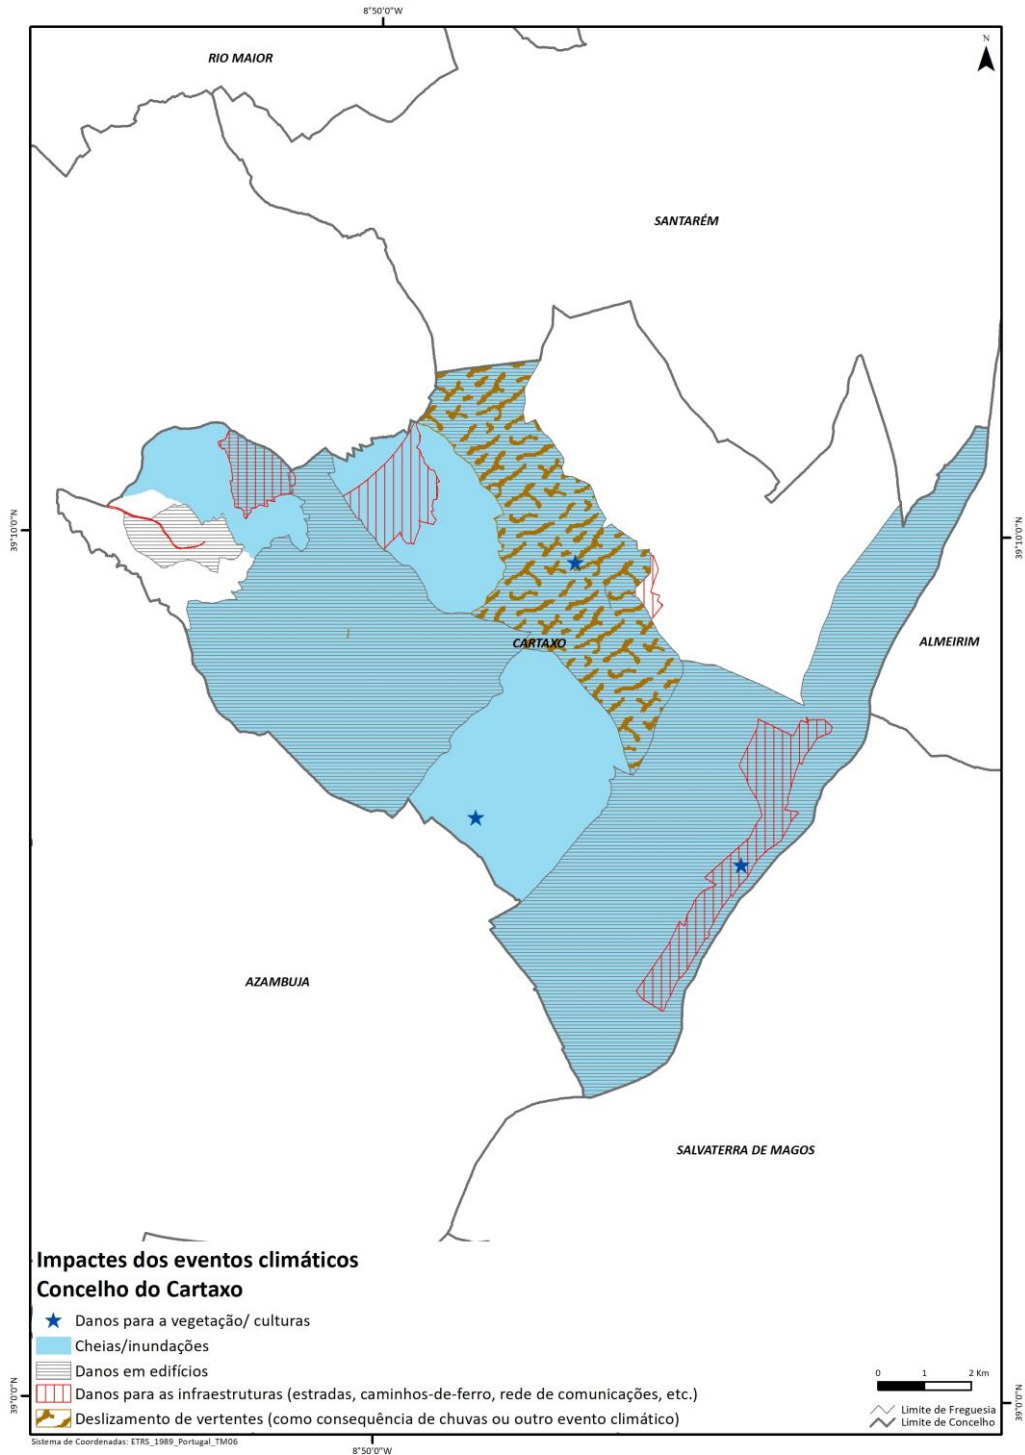 8°50'0"W
N
RIO MAIOR
SANTARÉM
39°10'0"N
39°10'0"N
CARTAXO
ALMEIRIM
AZAMBUJA
SALVATERRA DE MAGOS
Impactes dos eventos climáticos
Concelho do Cartaxo
Danos para a vegetação/ culturas
Cheias/inundações
Danos em edifícios
Danos para as infraestruturas (estradas, caminhos-de-ferro, rede de comunicações, etc.)
Deslizamento de vertentes (como consequência de chuvas ou outro evento climático)
0 1 2 Km
Limite de Freguesia
Limite de Concelho
39°0'0"N
39°0'0"N
Sistema de Coordenadas: ETRS_1989_Portugal_TM06
8°50'0"W